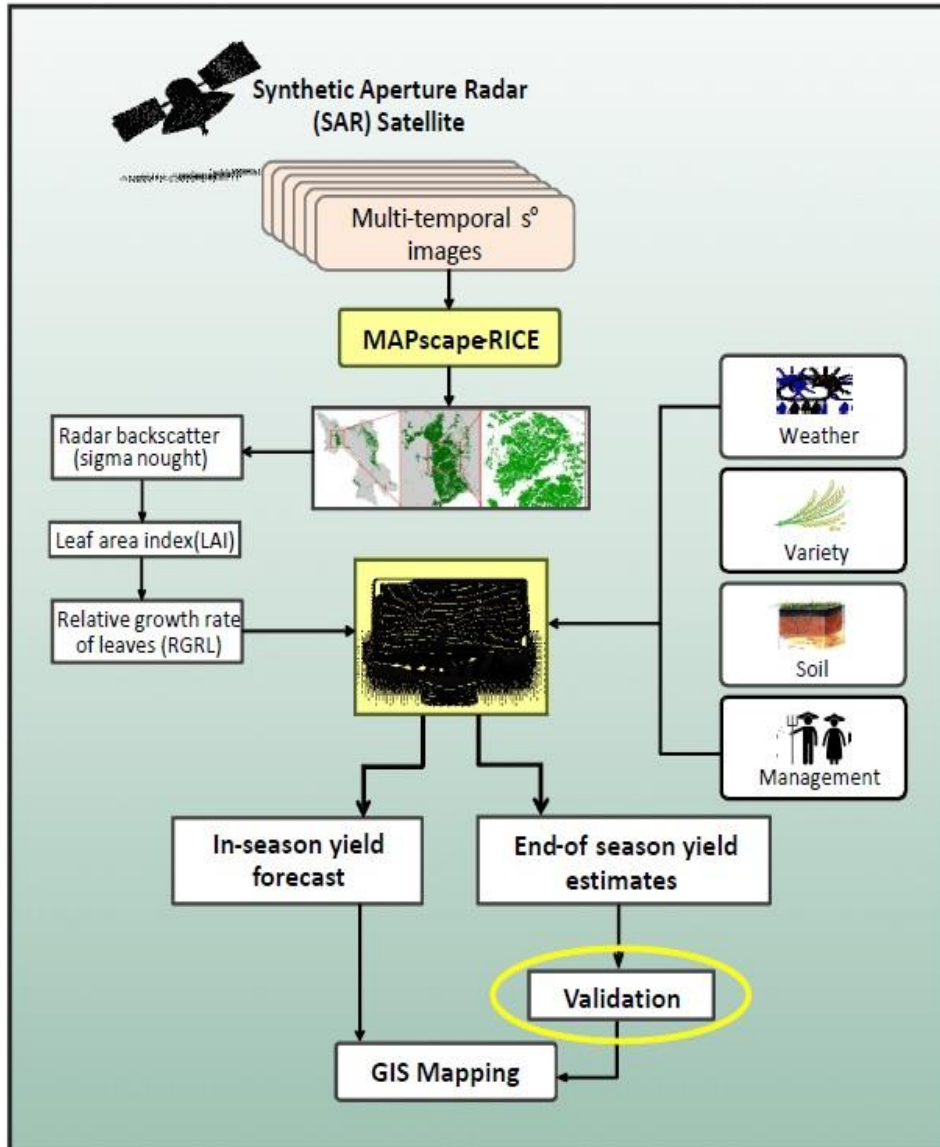 Synthetic Aperture Radar
(SAR) Satellite
Multi-temporal s°
images
MAPscape-RICE
Radar backscatter
(sigma nought)
Leaf area index(LAI)
Relative growth rate
of leaves (RGRL)
Weather
Variety
Soil
Management
In-season yield
forecast
End-of season yield
estimates
Validation
GIS Mapping